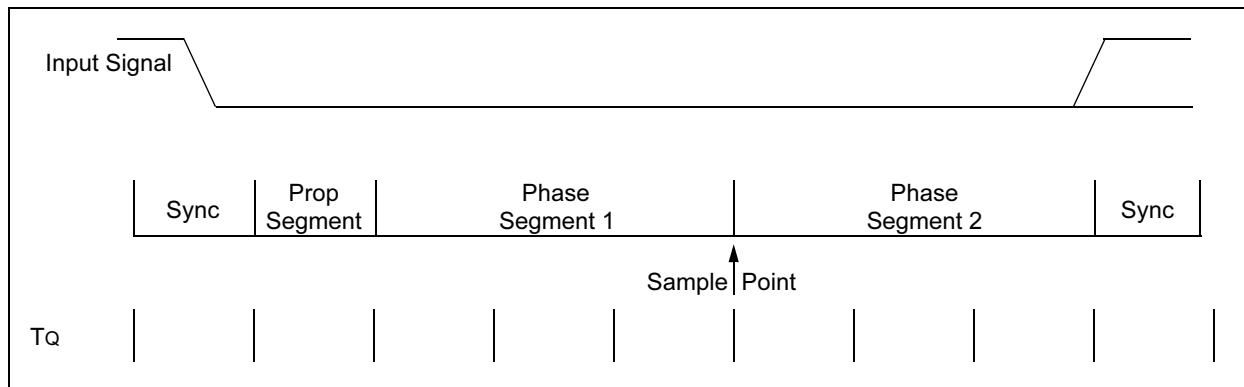 Input Signal
Sync
Prop
Segment
Phase
Segment 1
Phase
Segment 2
Sync
Sample Point
TQ